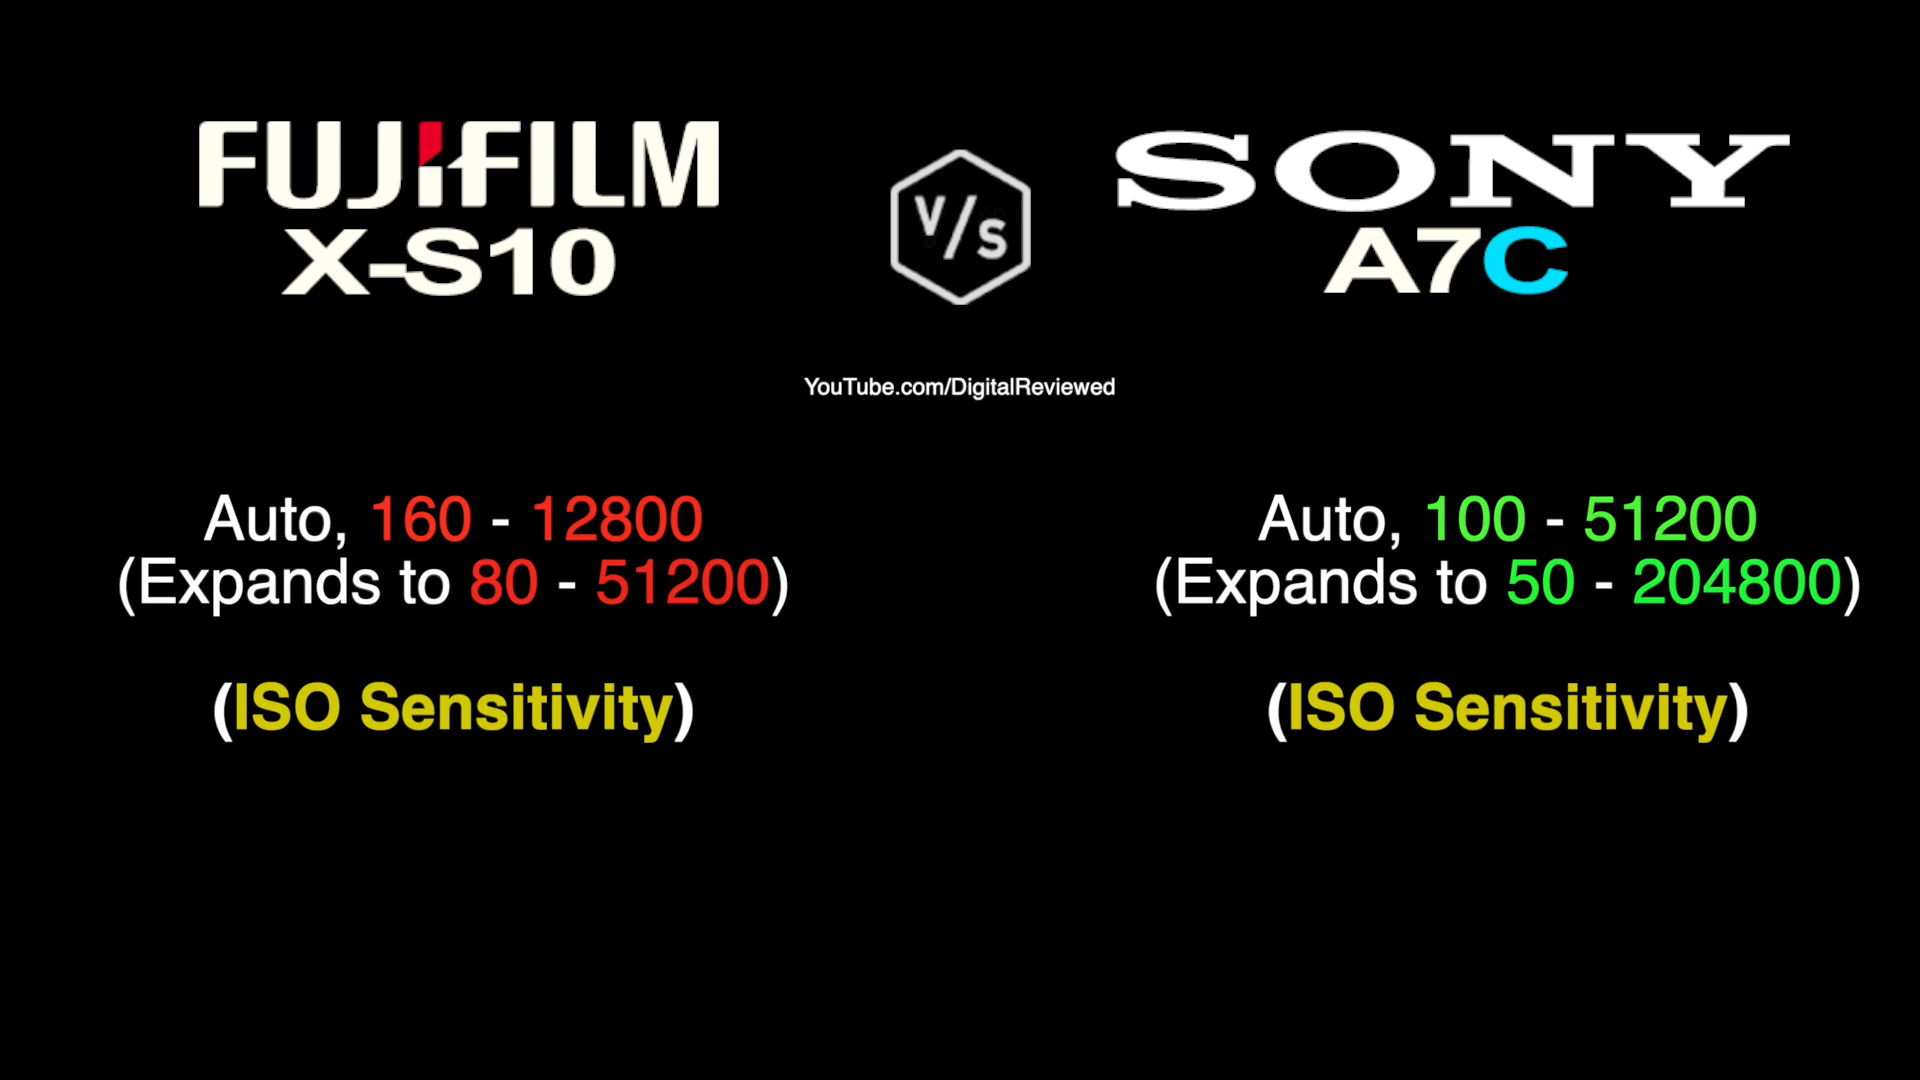 FUJIFILM
X-S10
V/S
SONY
A7C
YouTube.com/DigitalReviewed
Auto, 160 - 12800
(Expands to 80 - 51200)
(ISO Sensitivity)
Auto, 100 - 51200
(Expands to 50 - 204800)
(ISO Sensitivity)